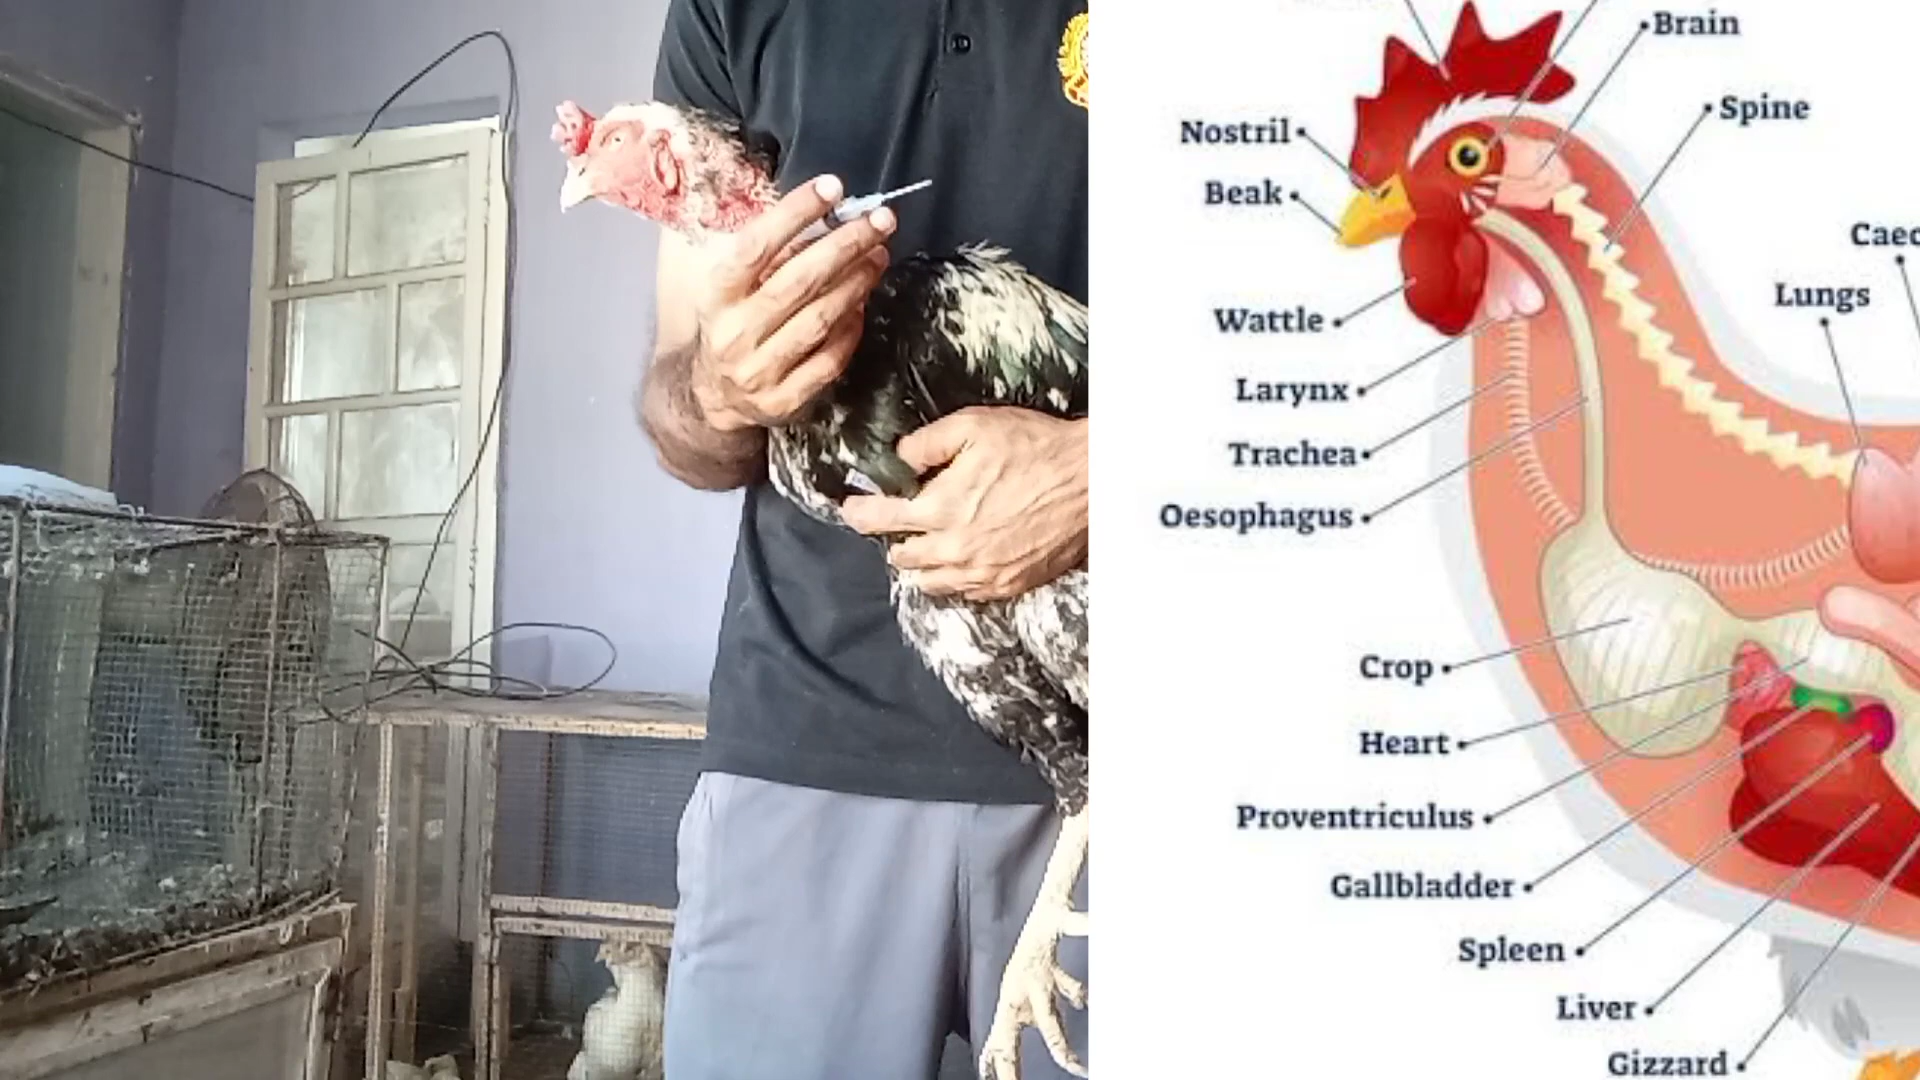 Brain
Spine
Nostril
Beak
Lungs
Wattle
Larynx
Trachea
Oesophagus
Crop
Heart
Proventriculus
Gallbladder
Spleen
Liver
Gizzard